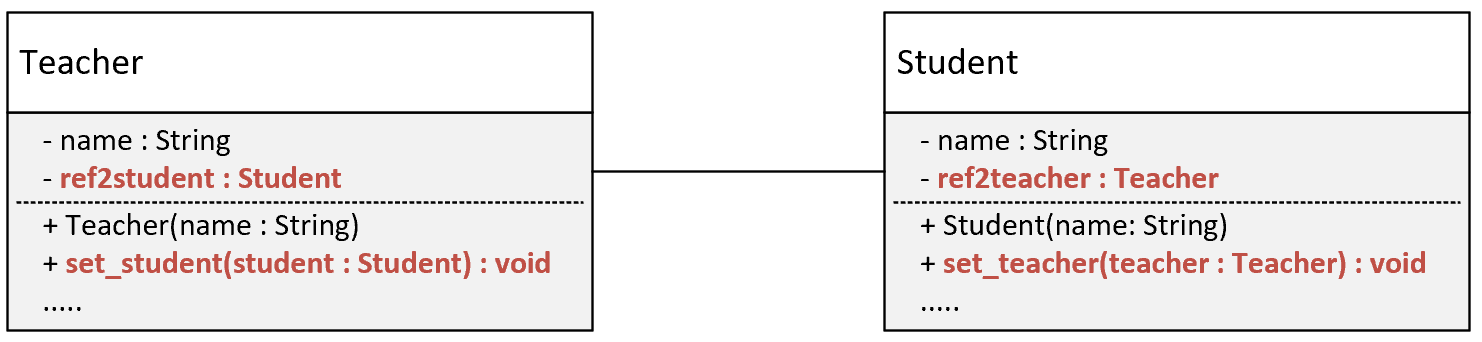 Teacher
- name : String
- ref2student : Student
+ Teacher(name : String)
+ set_student(student : Student) : void
.....
Student
- name : String
- ref2teacher : Teacher
+ Student(name: String)
+ set_teacher(teacher : Teacher) : void
.....